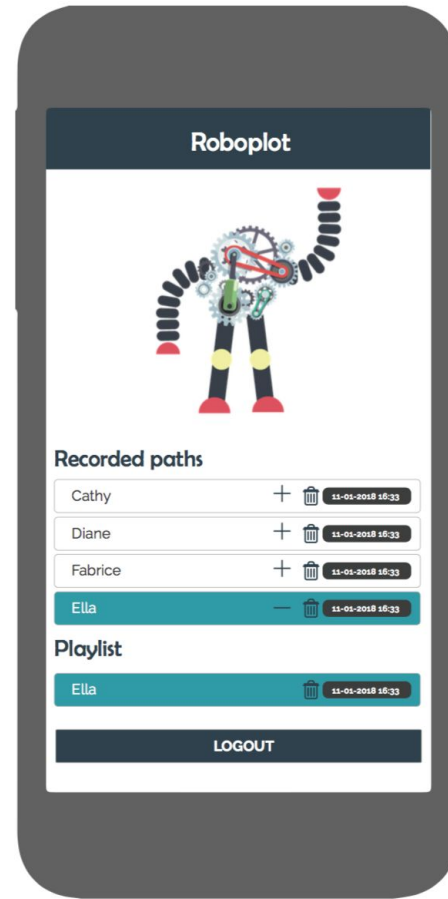 Roboplot
Recorded paths
Cathy 11-01-2018 16:33
Diane 11-01-2018 16:33
Fabrice 11-01-2018 16:33
Ella 11-01-2018 16:33
Playlist
Ella 11-01-2018 16:33
LOGOUT